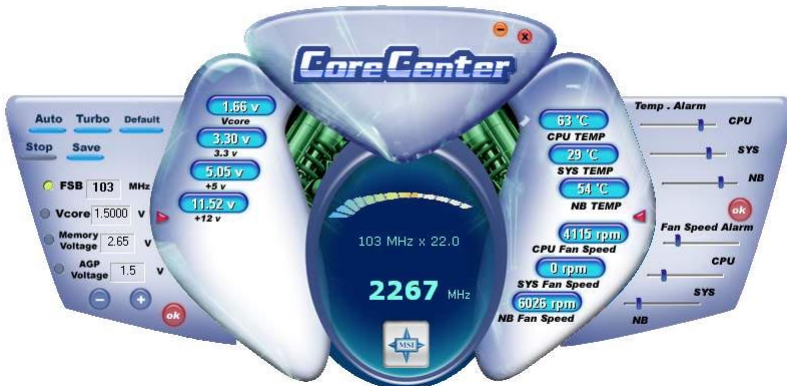 CoreCenter
Auto Turbo Default
Stop Save
FSB 103 MHz
Vcore 1.5000 V
Memory Voltage 2.65 V
AGP Voltage 1.5 V
ok
1.66 v
Vcore
3.30 v
3.3 v
5.05 v
+5 v
11.52 v
+12 v
103 MHz x 22.0
2267 MHz
MSI
63 °C
CPU TEMP
29 °C
SYS TEMP
54 °C
NB TEMP
4115 rpm
CPU Fan Speed
0 rpm
SYS Fan Speed
6026 rpm
NB Fan Speed
Temp . Alarm
CPU
SYS
NB
ok
Fan Speed Alarm
CPU
SYS
NB